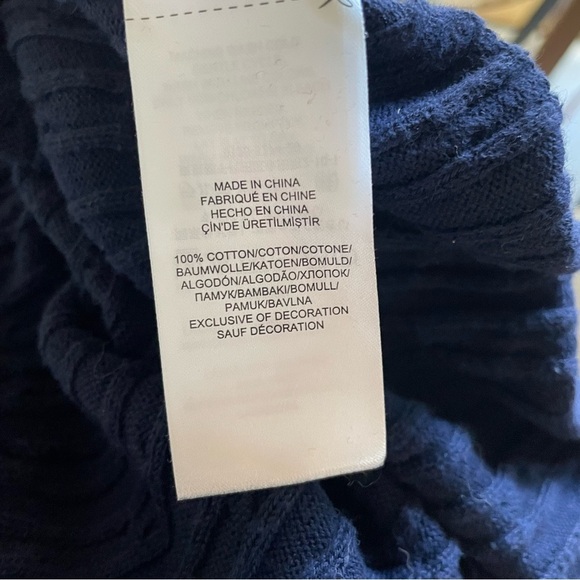 MADE IN CHINA
FABRIQUÉ EN CHINE
HECHO EN CHINA
ÇİN'DE ÜRETİLMİŞTİR
100% COTTON/COTON/COTONE/
BAUMWOLLE/KATOEN/BOMULD/
ALGODÓN/ALGODÃO/ХЛОПОК/
ПАМУК/BAMBAKI/BOMULL/
PAMUK/BAVLNA
EXCLUSIVE OF DECORATION
SAUF DÉCORATION